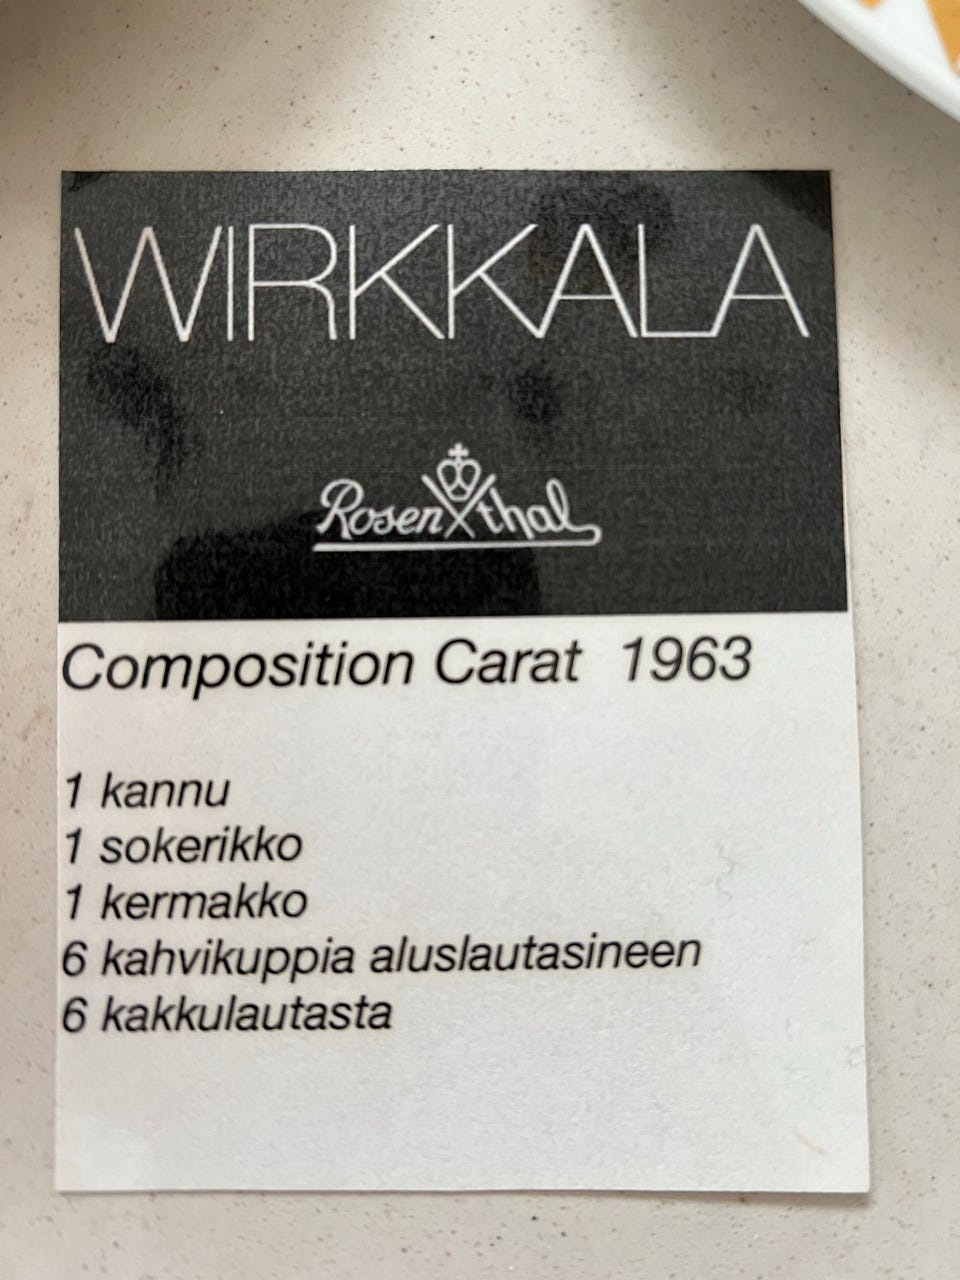 WIRKKALA
Rosenthal
Composition Carat 1963
1 kannu
1 sokerikko
1 kermakko
6 kahvikuppia aluslautasineen
6 kakkulautasta